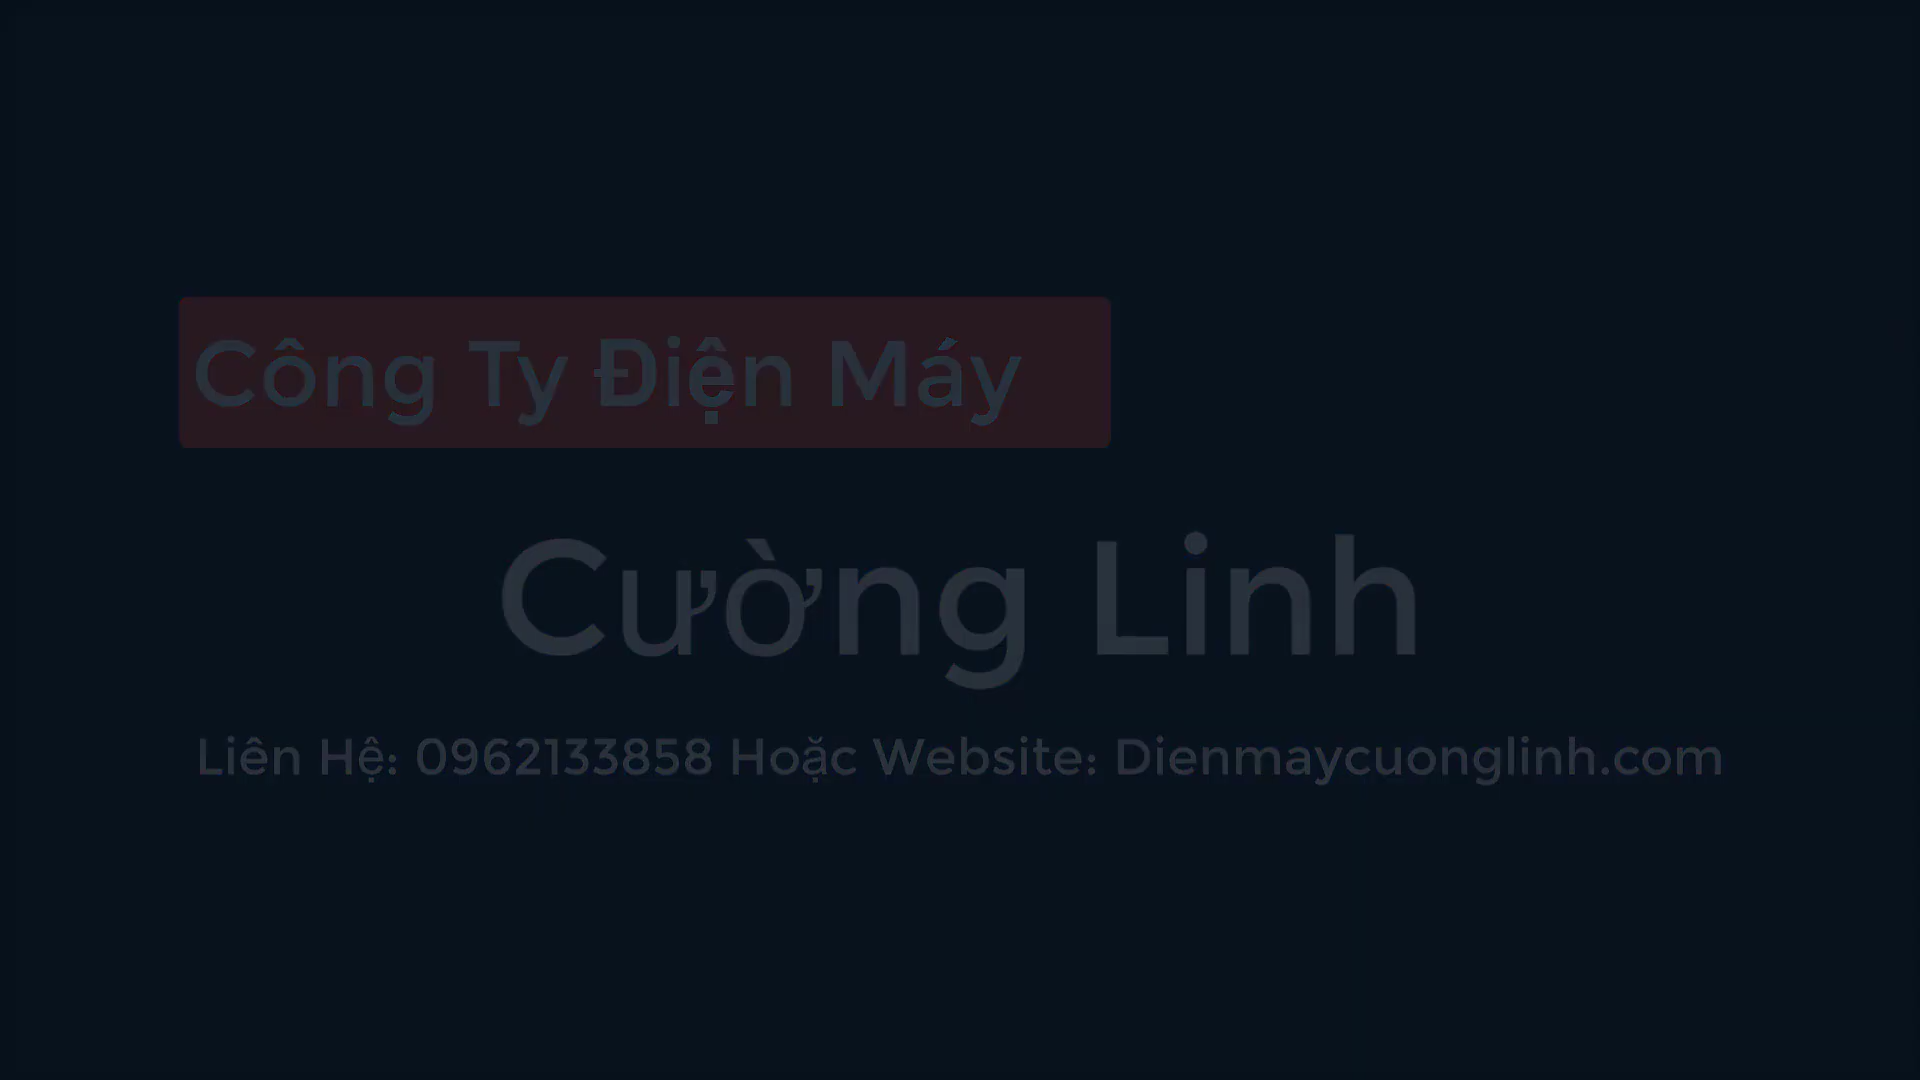 Công Ty Điện Máy
Cường Linh
Liên Hệ: 0962133858 Hoặc Website: Dienmaycuonglinh.com